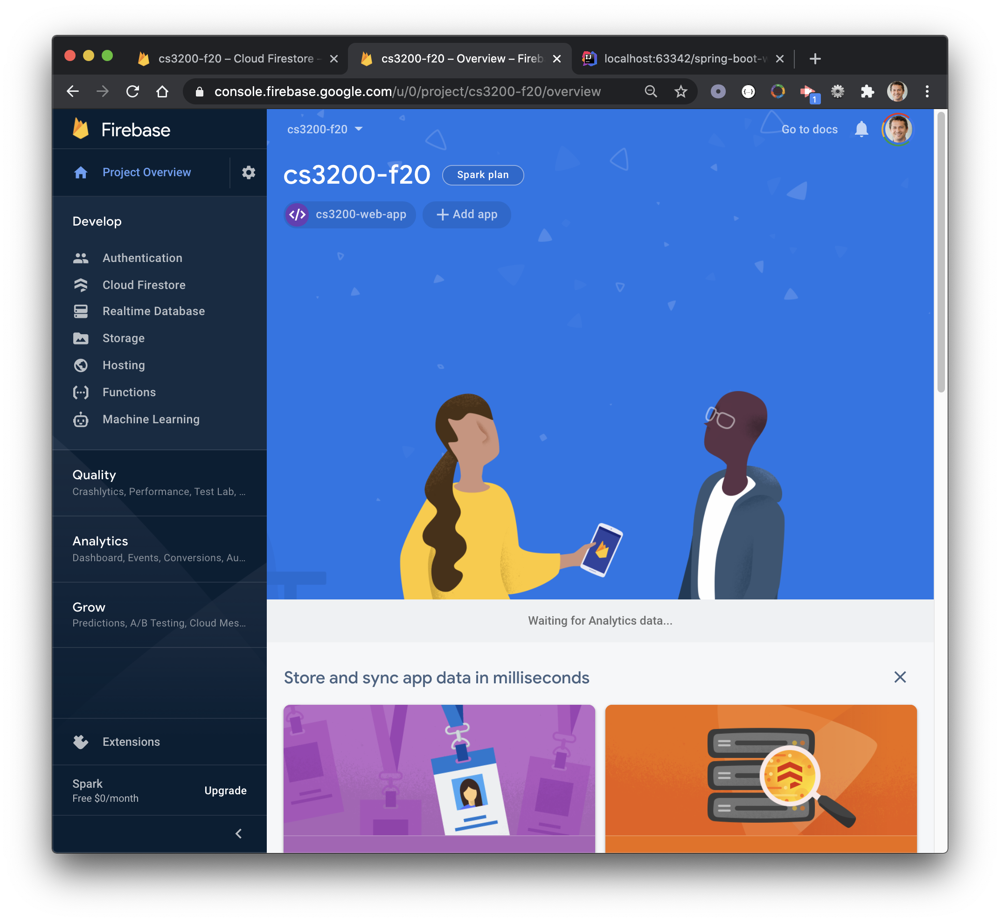 cs3200-f20 – Cloud Firestore –
cs3200-f20 – Overview – Fireb
localhost:63342/spring-boot-w
console.firebase.google.com/u/0/project/cs3200-f20/overview
1
Firebase
cs3200-f20
Go to docs
Project Overview
cs3200-f20
Spark plan
cs3200-web-app
Add app
Develop
Authentication
Cloud Firestore
Realtime Database
Storage
Hosting
Functions
Machine Learning
Quality
Crashlytics, Performance, Test Lab, ...
Analytics
Dashboard, Events, Conversions, Au...
Grow
Predictions, A/B Testing, Cloud Mes...
Extensions
Spark
Free $0/month
Upgrade
Waiting for Analytics data...
Store and sync app data in milliseconds